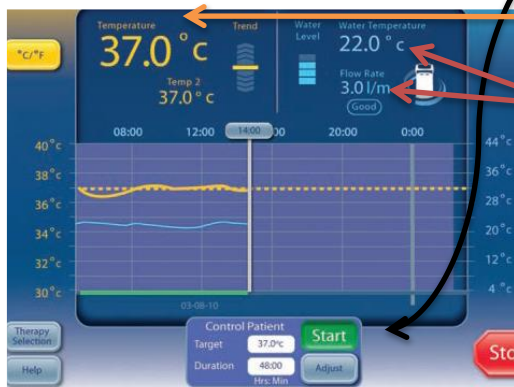 Temperature
37.0 °c
Temp 2
37.0° c
Trend
Water Level
Water Temperature
22.0 ° c
Flow Rate
3.0 l/m
Good
°C/°F
08:00 12:00 14:00 00 20:00 0:00
40°c
38°c
36°c
34°c
32°c
30°c
44°c
36°c
28°c
20°c
12°c
4 °c
03-08-10
Therapy
Selection
Help
Control Patient
Target 37.0°c
Duration 48:00
Hrs: Min
Start
Adjust
Sto